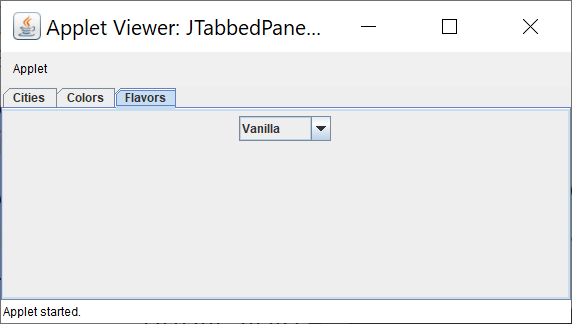 Applet Viewer: JTabbedPane...
Applet
Cities Colors Flavors
Vanilla
Applet started.